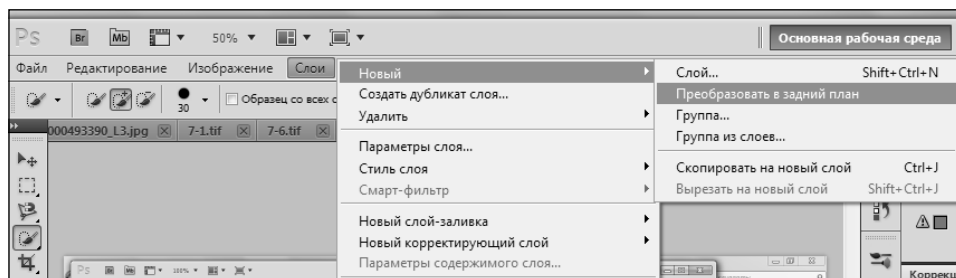 Ps Br Mb 50% Основная рабочая среда
Файл Редактирование Изображение Слои
30 Образец со всех с
000493390_L3.jpg 7-1.tif 7-6.tif
Новый
Создать дубликат слоя...
Удалить
Параметры слоя...
Стиль слоя
Смарт-фильтр
Новый слой-заливка
Новый корректирующий слой
Параметры содержимого слоя...
Слой... Shift+Ctrl+N
Преобразовать в задний план
Группа...
Группа из слоев...
Скопировать на новый слой Ctrl+J
Вырезать на новый слой Shift+Ctrl+J
Ps
Коррекц